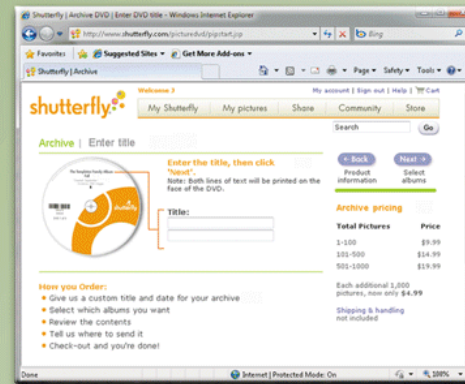 Shutterfly | Archive DVD | Enter DVD title - Windows Internet Explorer
http://www.shutterfly.com/picturedvd/pipstart.jsp
bing
Favorites Suggested Sites Get More Add-ons
Shutterfly | Archive
Page Safety Tools
Welcome J
My account | Sign out | Help | Cart
shutterfly
My Shutterfly My pictures Share Community Store
Search Go
Archive | Enter title
Enter the title, then click
'Next'.
Note: Both lines of text will be printed on the
face of the DVD.
Back Next
Product
information
Select
albums
shutterfly
Title:
Archive pricing
Total Pictures Price
1-100 $9.99
101-500 $14.99
501-1000 $19.99
Each additional 1,000
pictures, now only $4.99
Shipping & handling
not included
How you Order:
Give us a custom title and date for your archive
Select which albums you want
Review the contents
Tell us where to send it
Check-out and you're done!
Done Internet | Protected Mode: On 100%